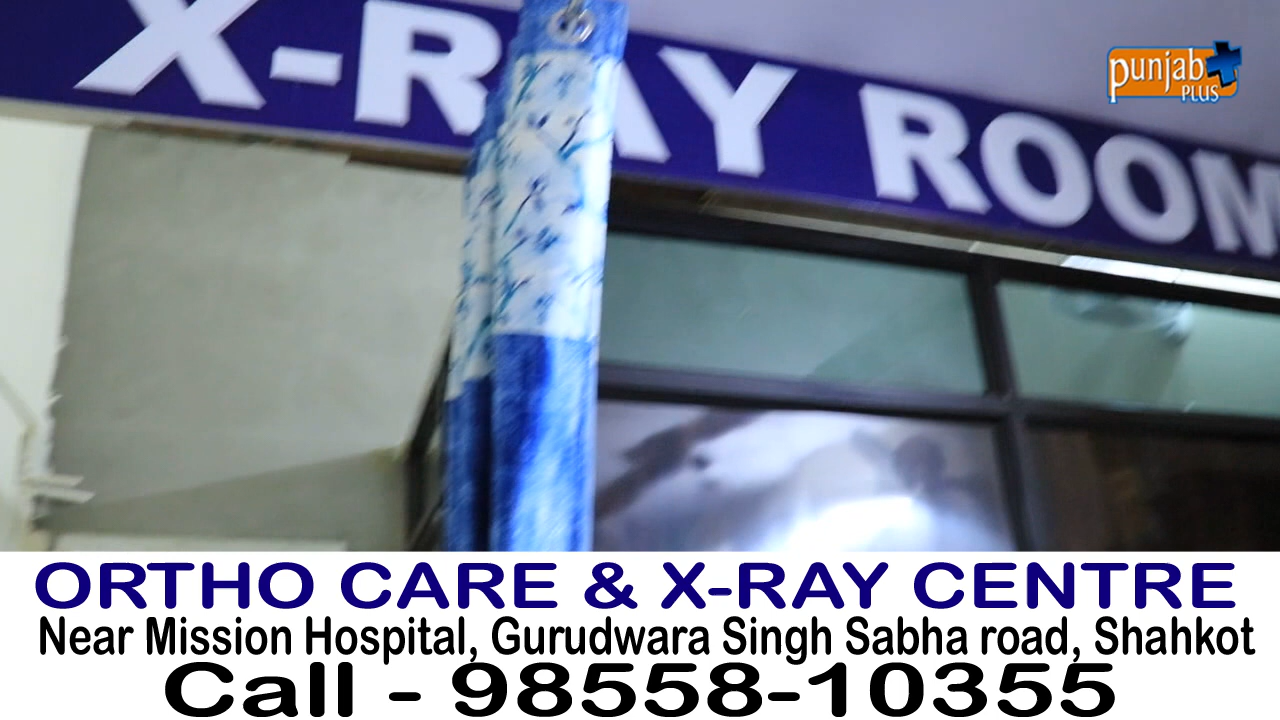 X-RAY ROOM
punjab
PLUS
ORTHO CARE & X-RAY CENTRE
Near Mission Hospital, Gurudwara Singh Sabha road, Shahkot
Call - 98558-10355